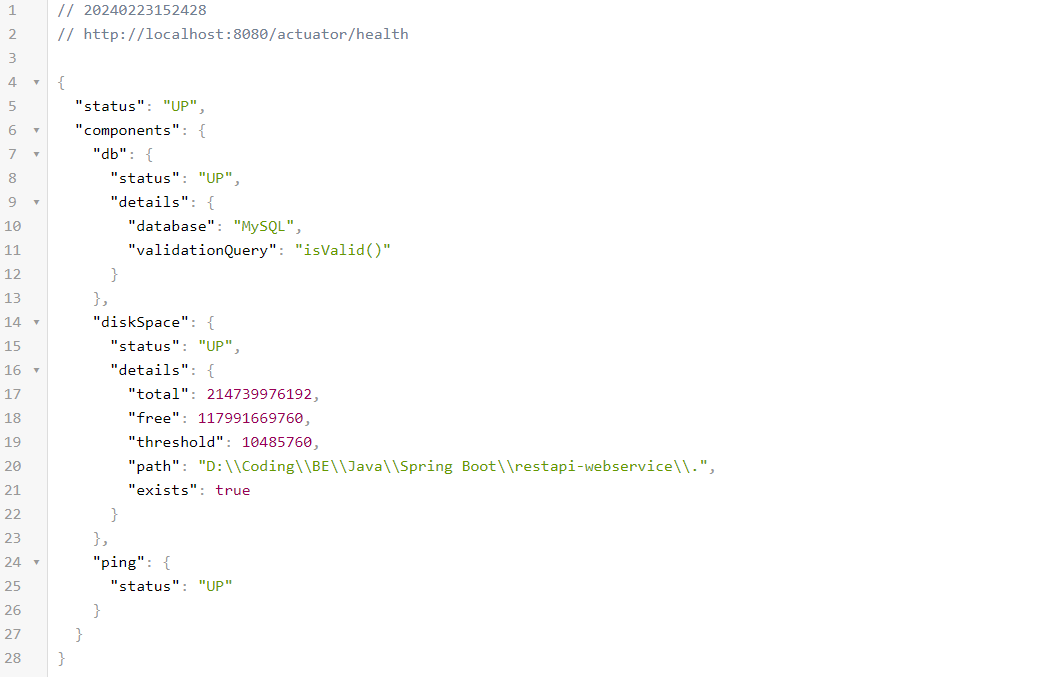 1 // 20240223152428
2 // http://localhost:8080/actuator/health
3
4 {
5 "status": "UP",
6 "components": {
7 "db": {
8 "status": "UP",
9 "details": {
10 "database": "MySQL",
11 "validationQuery": "isValid()"
12 }
13 },
14 "diskSpace": {
15 "status": "UP",
16 "details": {
17 "total": 214739976192,
18 "free": 117991669760,
19 "threshold": 10485760,
20 "path": "D:\\Coding\\BE\\Java\\Spring Boot\\restapi-webservice\\.",
21 "exists": true
22 }
23 },
24 "ping": {
25 "status": "UP"
26 }
27 }
28 }